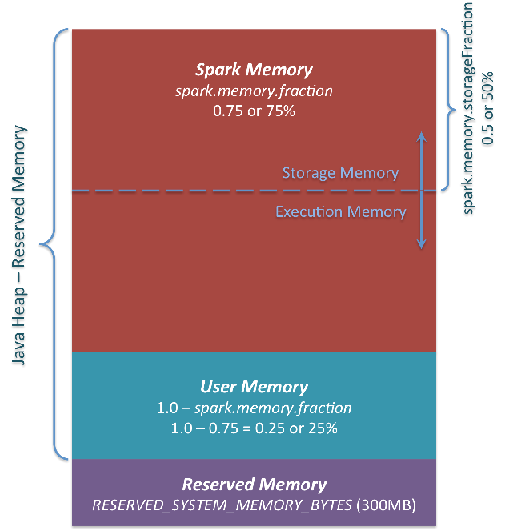 Spark Memory
spark.memory.fraction
0.75 or 75%
Storage Memory
Execution Memory
User Memory
1.0 – spark.memory.fraction
1.0 – 0.75 = 0.25 or 25%
Reserved Memory
RESERVED_SYSTEM_MEMORY_BYTES (300MB)
Java Heap – Reserved Memory
spark.memory.storageFraction
0.5 or 50%